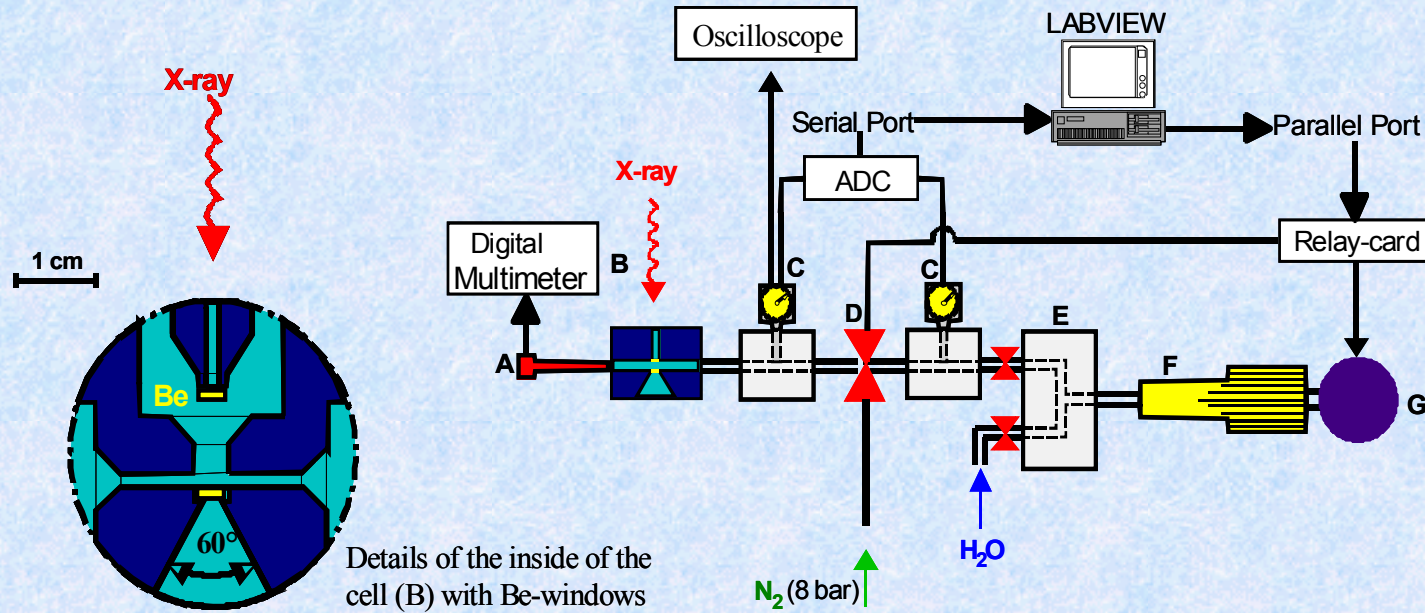 Oscilloscope
LABVIEW
X-ray
Serial Port
Parallel Port
X-ray
ADC
Digital
Multimeter
Relay-card
1 cm
B
C
C
D
E
F
A
Be
G
60°
H2O
Details of the inside of the
cell (B) with Be-windows
N2 (8 bar)